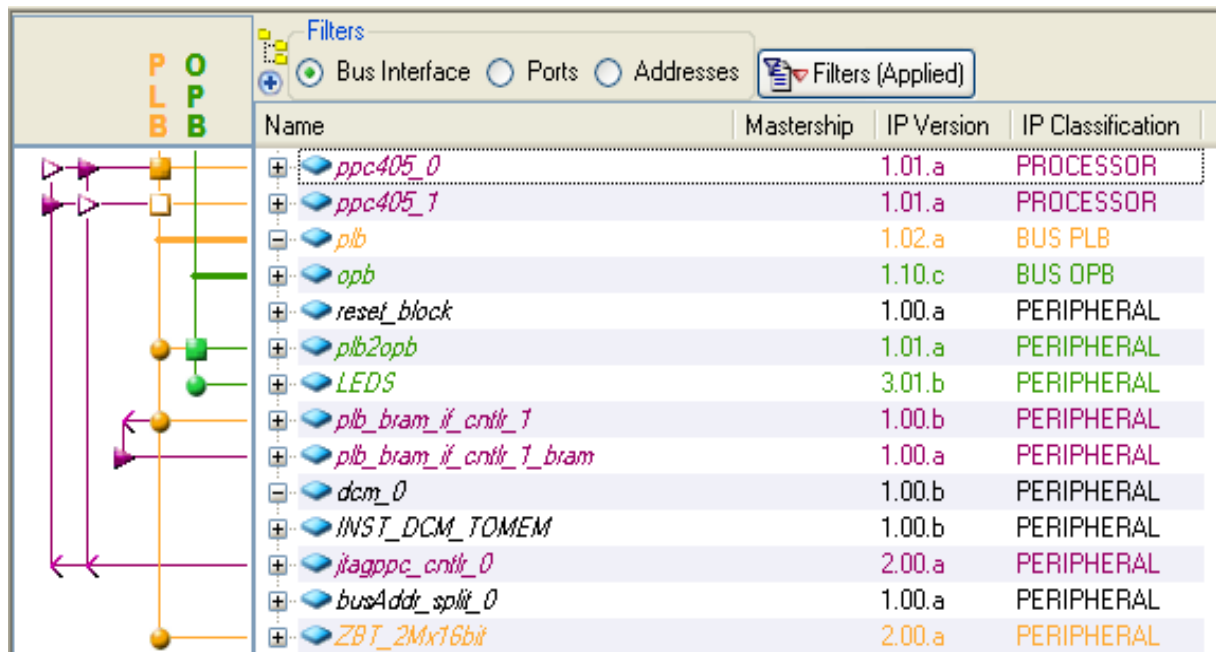 Filters
P O
L P
B B
Bus Interface Ports Addresses Filters (Applied)
Name Mastership IP Version IP Classification
ppc405_0 1.01.a PROCESSOR
ppc405_1 1.01.a PROCESSOR
plb 1.02.a BUS PLB
opb 1.10.c BUS OPB
reset_block 1.00.a PERIPHERAL
plb2opb 1.01.a PERIPHERAL
LEDS 3.01.b PERIPHERAL
plb_bram_if_cntlr_1 1.00.b PERIPHERAL
plb_bram_if_cntlr_1_bram 1.00.a PERIPHERAL
dcm_0 1.00.b PERIPHERAL
INST_DCM_TOMEM 1.00.b PERIPHERAL
jtagppc_cntlr_0 2.00.a PERIPHERAL
busAddr_split_0 1.00.a PERIPHERAL
ZBT_2Mx16bit 2.00.a PERIPHERAL